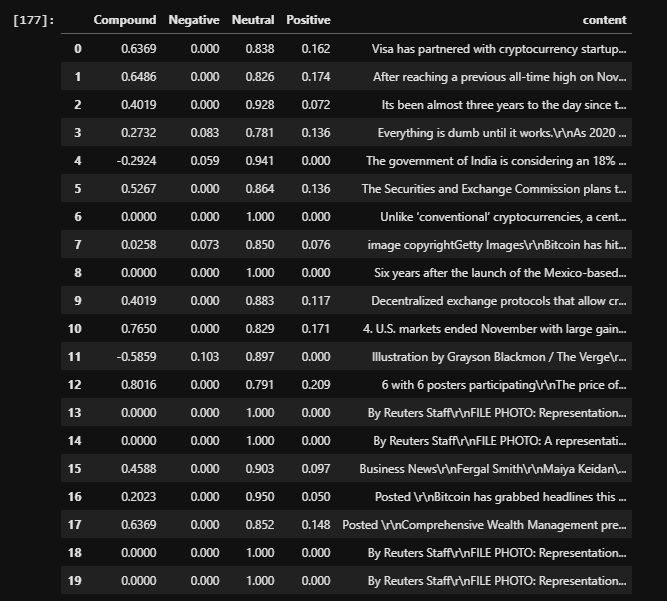 [177]: Compound Negative Neutral Positive content
0 0.6369 0.000 0.838 0.162 Visa has partnered with cryptocurrency startup...
1 0.6486 0.000 0.826 0.174 After reaching a previous all-time high on Nov...
2 0.4019 0.000 0.928 0.072 Its been almost three years to the day since t...
3 0.2732 0.083 0.781 0.136 Everything is dumb until it works.\r\nAs 2020 ...
4 -0.2924 0.059 0.941 0.000 The government of India is considering an 18% ...
5 0.5267 0.000 0.864 0.136 The Securities and Exchange Commission plans t...
6 0.0000 0.000 1.000 0.000 Unlike ‘conventional’ cryptocurrencies, a cent...
7 0.0258 0.073 0.850 0.076 image copyrightGetty Images\r\nBitcoin has hit...
8 0.0000 0.000 1.000 0.000 Six years after the launch of the Mexico-based...
9 0.4019 0.000 0.883 0.117 Decentralized exchange protocols that allow cr...
10 0.7650 0.000 0.829 0.171 4. U.S. markets ended November with large gain...
11 -0.5859 0.103 0.897 0.000 Illustration by Grayson Blackmon / The Verge\r...
12 0.8016 0.000 0.791 0.209 6 with 6 posters participating\r\nThe price of...
13 0.0000 0.000 1.000 0.000 By Reuters Staff\r\nFILE PHOTO: Representation...
14 0.0000 0.000 1.000 0.000 By Reuters Staff\r\nFILE PHOTO: A representati...
15 0.4588 0.000 0.903 0.097 Business News\r\nFergal Smith\r\nMaiya Keidan\...
16 0.2023 0.000 0.950 0.050 Posted \r\nBitcoin has grabbed headlines this ...
17 0.6369 0.000 0.852 0.148 Posted \r\nComprehensive Wealth Management pre...
18 0.0000 0.000 1.000 0.000 By Reuters Staff\r\nFILE PHOTO: Representation...
19 0.0000 0.000 1.000 0.000 By Reuters Staff\r\nFILE PHOTO: Representation...